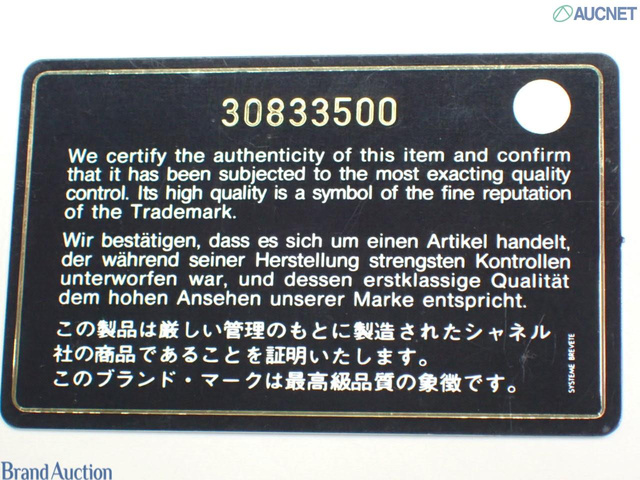 AUCNET
30833500
We certify the authenticity of this item and confirm
that it has been subjected to the most exacting quality
control. Its high quality is a symbol of the fine reputation
of the Trademark.
Wir bestätigen, dass es sich um einen Artikel handelt,
der während seiner Herstellung strengsten Kontrollen
unterworfen war, und dessen erstklassige Qualität
dem hohen Ansehen unserer Marke entspricht.
この製品は厳しい管理のもとに製造されたシャネル
社の商品であることを証明いたします。
このブランド・マークは最高級品質の象徴です。
SYSTEME BREVETE
Brand Auction